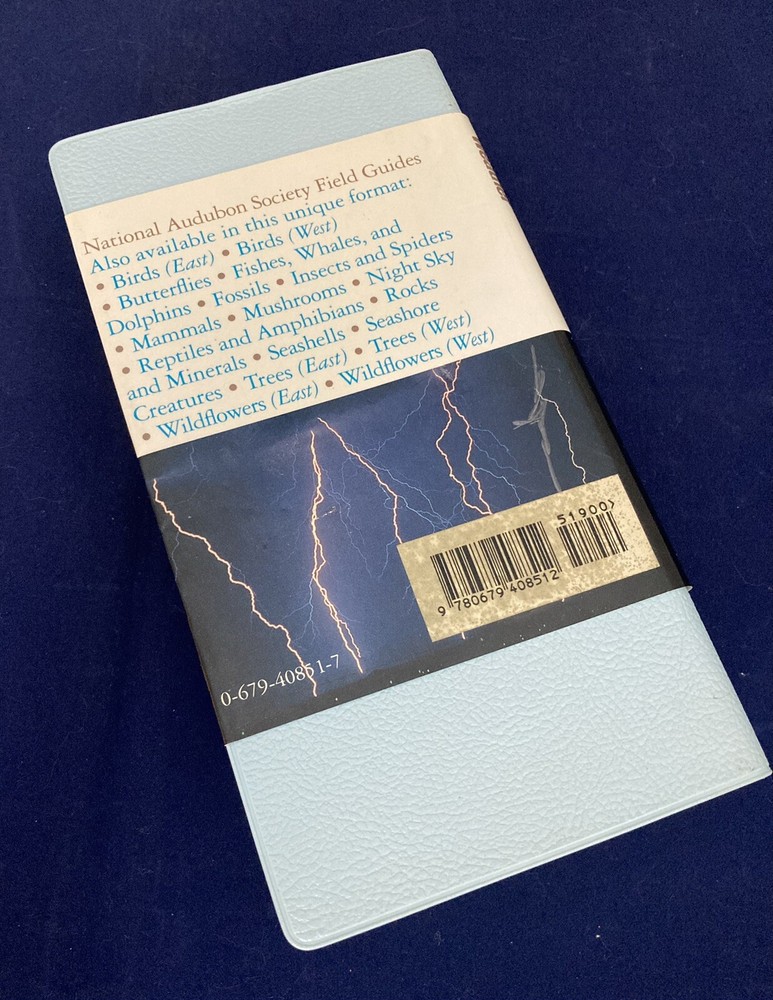 National Audubon Society Field Guides
Also available in this unique format:
• Birds (East) • Birds (West)
• Butterflies • Fishes, Whales, and
Dolphins • Fossils • Insects and Spiders
• Mammals • Mushrooms • Night Sky
• Reptiles and Amphibians • Rocks
and Minerals • Seashells • Seashore
Creatures • Trees (East) • Trees (West)
• Wildflowers (East) • Wildflowers (West)
51900>
9 780679 408512
0-679-40851-7